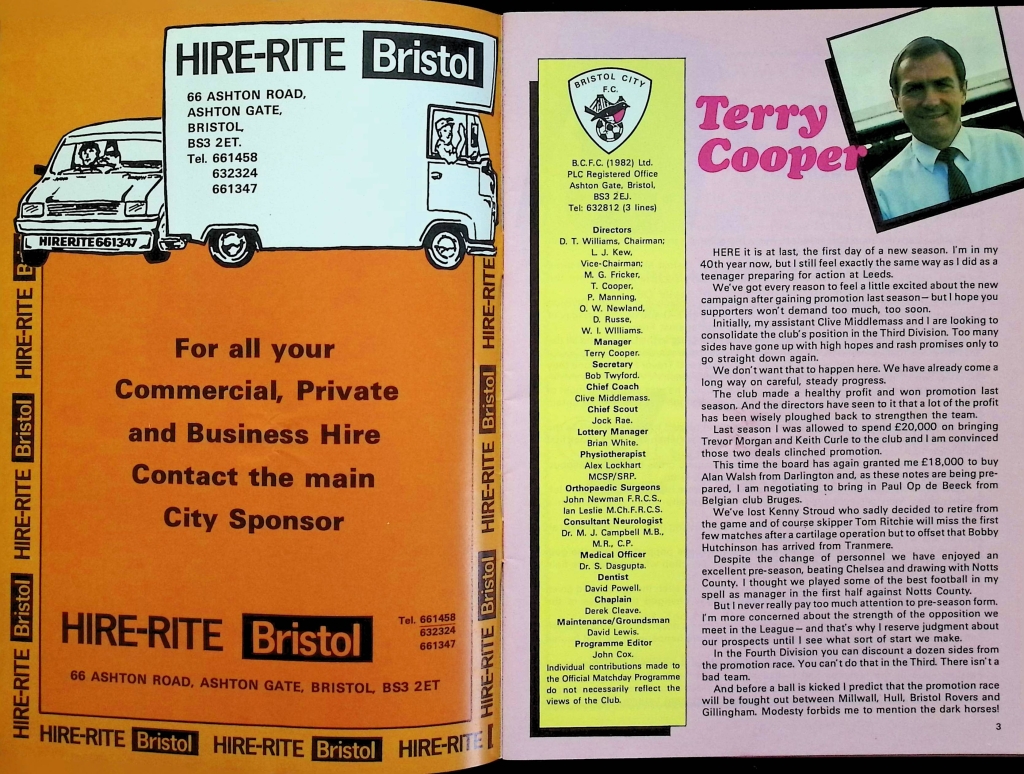 HIRE-RITE Bristol
66 ASHTON ROAD,
ASHTON GATE,
BRISTOL,
BS3 2ET.
Tel. 661458
632324
661347
HIRERITE661347
For all your
Commercial, Private
and Business Hire
Contact the main
City Sponsor
HIRE-RITE Bristol
Tel. 661458
632324
661347
66 ASHTON ROAD, ASHTON GATE, BRISTOL, BS3 2ET
HIRE-RITE Bristol HIRE-RITE Bristol HIRE-RITE B
HIRE-RITE Bristol HIRE-RITE Bristol HIRE-RITE
HIRE-RITE Bristol HIRE-RITE Bristol HIRE-RITE
BRISTOL CITY
F.C.
B.C.F.C. (1982) Ltd.
PLC Registered Office
Ashton Gate, Bristol,
BS3 2EJ.
Tel: 632812 (3 lines)
Directors
D. T. Williams, Chairman;
L. J. Kew,
Vice-Chairman;
M. G. Fricker,
T. Cooper,
P. Manning,
O. W. Newland,
D. Russe,
W. I. WIlliams.
Manager
Terry Cooper.
Secretary
Bob Twyford.
Chief Coach
Clive Middlemass.
Chief Scout
Jock Rae.
Lottery Manager
Brian White.
Physiotherapist
Alex Lockhart
MCSP/SRP.
Orthopaedic Surgeons
John Newman F.R.C.S.,
Ian Leslie M.Ch.F.R.C.S.
Consultant Neurologist
Dr. M. J. Campbell M.B.,
M.R., C.P.
Medical Officer
Dr. S. Dasgupta.
Dentist
David Powell.
Chaplain
Derek Cleave.
Maintenance/Groundsman
David Lewis.
Programme Editor
John Cox.
Individual contributions made to
the Official Matchday Programme
do not necessarily reflect the
views of the Club.
Terry
Cooper
HERE it is at last, the first day of a new season. I'm in my
40th year now, but I still feel exactly the same way as I did as a
teenager preparing for action at Leeds.
We've got every reason to feel a little excited about the new
campaign after gaining promotion last season — but I hope you
supporters won't demand too much, too soon.
Initially, my assistant Clive Middlemass and I are looking to
consolidate the club's position in the Third Division. Too many
sides have gone up with high hopes and rash promises only to
go straight down again.
We don't want that to happen here. We have already come a
long way on careful, steady progress.
The club made a healthy profit and won promotion last
season. And the directors have seen to it that a lot of the profit
has been wisely ploughed back to strengthen the team.
Last season I was allowed to spend £20,000 on bringing
Trevor Morgan and Keith Curle to the club and I am convinced
those two deals clinched promotion.
This time the board has again granted me £18,000 to buy
Alan Walsh from Darlington and, as these notes are being pre-
pared, I am negotiating to bring in Paul Op de Beeck from
Belgian club Bruges.
We've lost Kenny Stroud who sadly decided to retire from
the game and of course skipper Tom Ritchie will miss the first
few matches after a cartilage operation but to offset that Bobby
Hutchinson has arrived from Tranmere.
Despite the change of personnel we have enjoyed an
excellent pre-season, beating Chelsea and drawing with Notts
County. I thought we played some of the best football in my
spell as manager in the first half against Notts County.
But I never really pay too much attention to pre-season form.
I'm more concerned about the strength of the opposition we
meet in the League — and that's why I reserve judgment about
our prospects until I see what sort of start we make.
In the Fourth Division you can discount a dozen sides from
the promotion race. You can't do that in the Third. There isn't a
bad team.
And before a ball is kicked I predict that the promotion race
will be fought out between Millwall, Hull, Bristol Rovers and
Gillingham. Modesty forbids me to mention the dark horses!
3